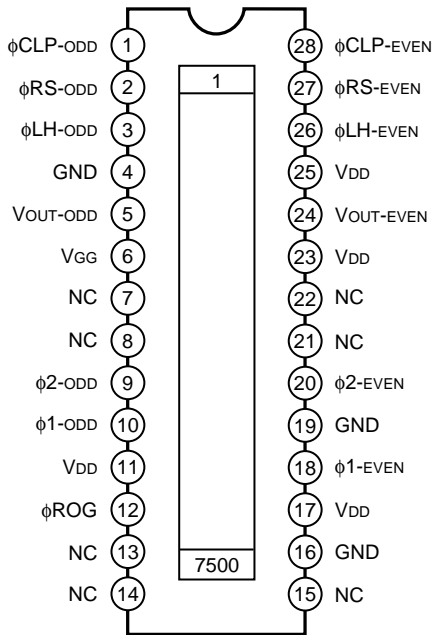 ϕCLP-ODD 1 28 ϕCLP-EVEN
ϕRS-ODD 2 1 27 ϕRS-EVEN
ϕLH-ODD 3 26 ϕLH-EVEN
GND 4 25 VDD
VOUT-ODD 5 24 VOUT-EVEN
VGG 6 23 VDD
NC 7 22 NC
NC 8 21 NC
ϕ2-ODD 9 20 ϕ2-EVEN
ϕ1-ODD 10 19 GND
VDD 11 18 ϕ1-EVEN
ϕROG 12 17 VDD
NC 13 7500 16 GND
NC 14 15 NC